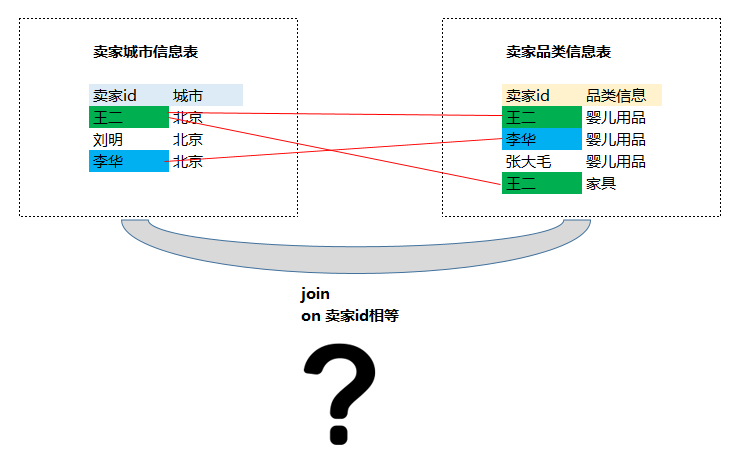 卖家城市信息表
卖家id 城市
王二 北京
刘明 北京
李华 北京
卖家品类信息表
卖家id 品类信息
王二 婴儿用品
李华 婴儿用品
张大毛 婴儿用品
王二 家具
join
on 卖家id相等
?